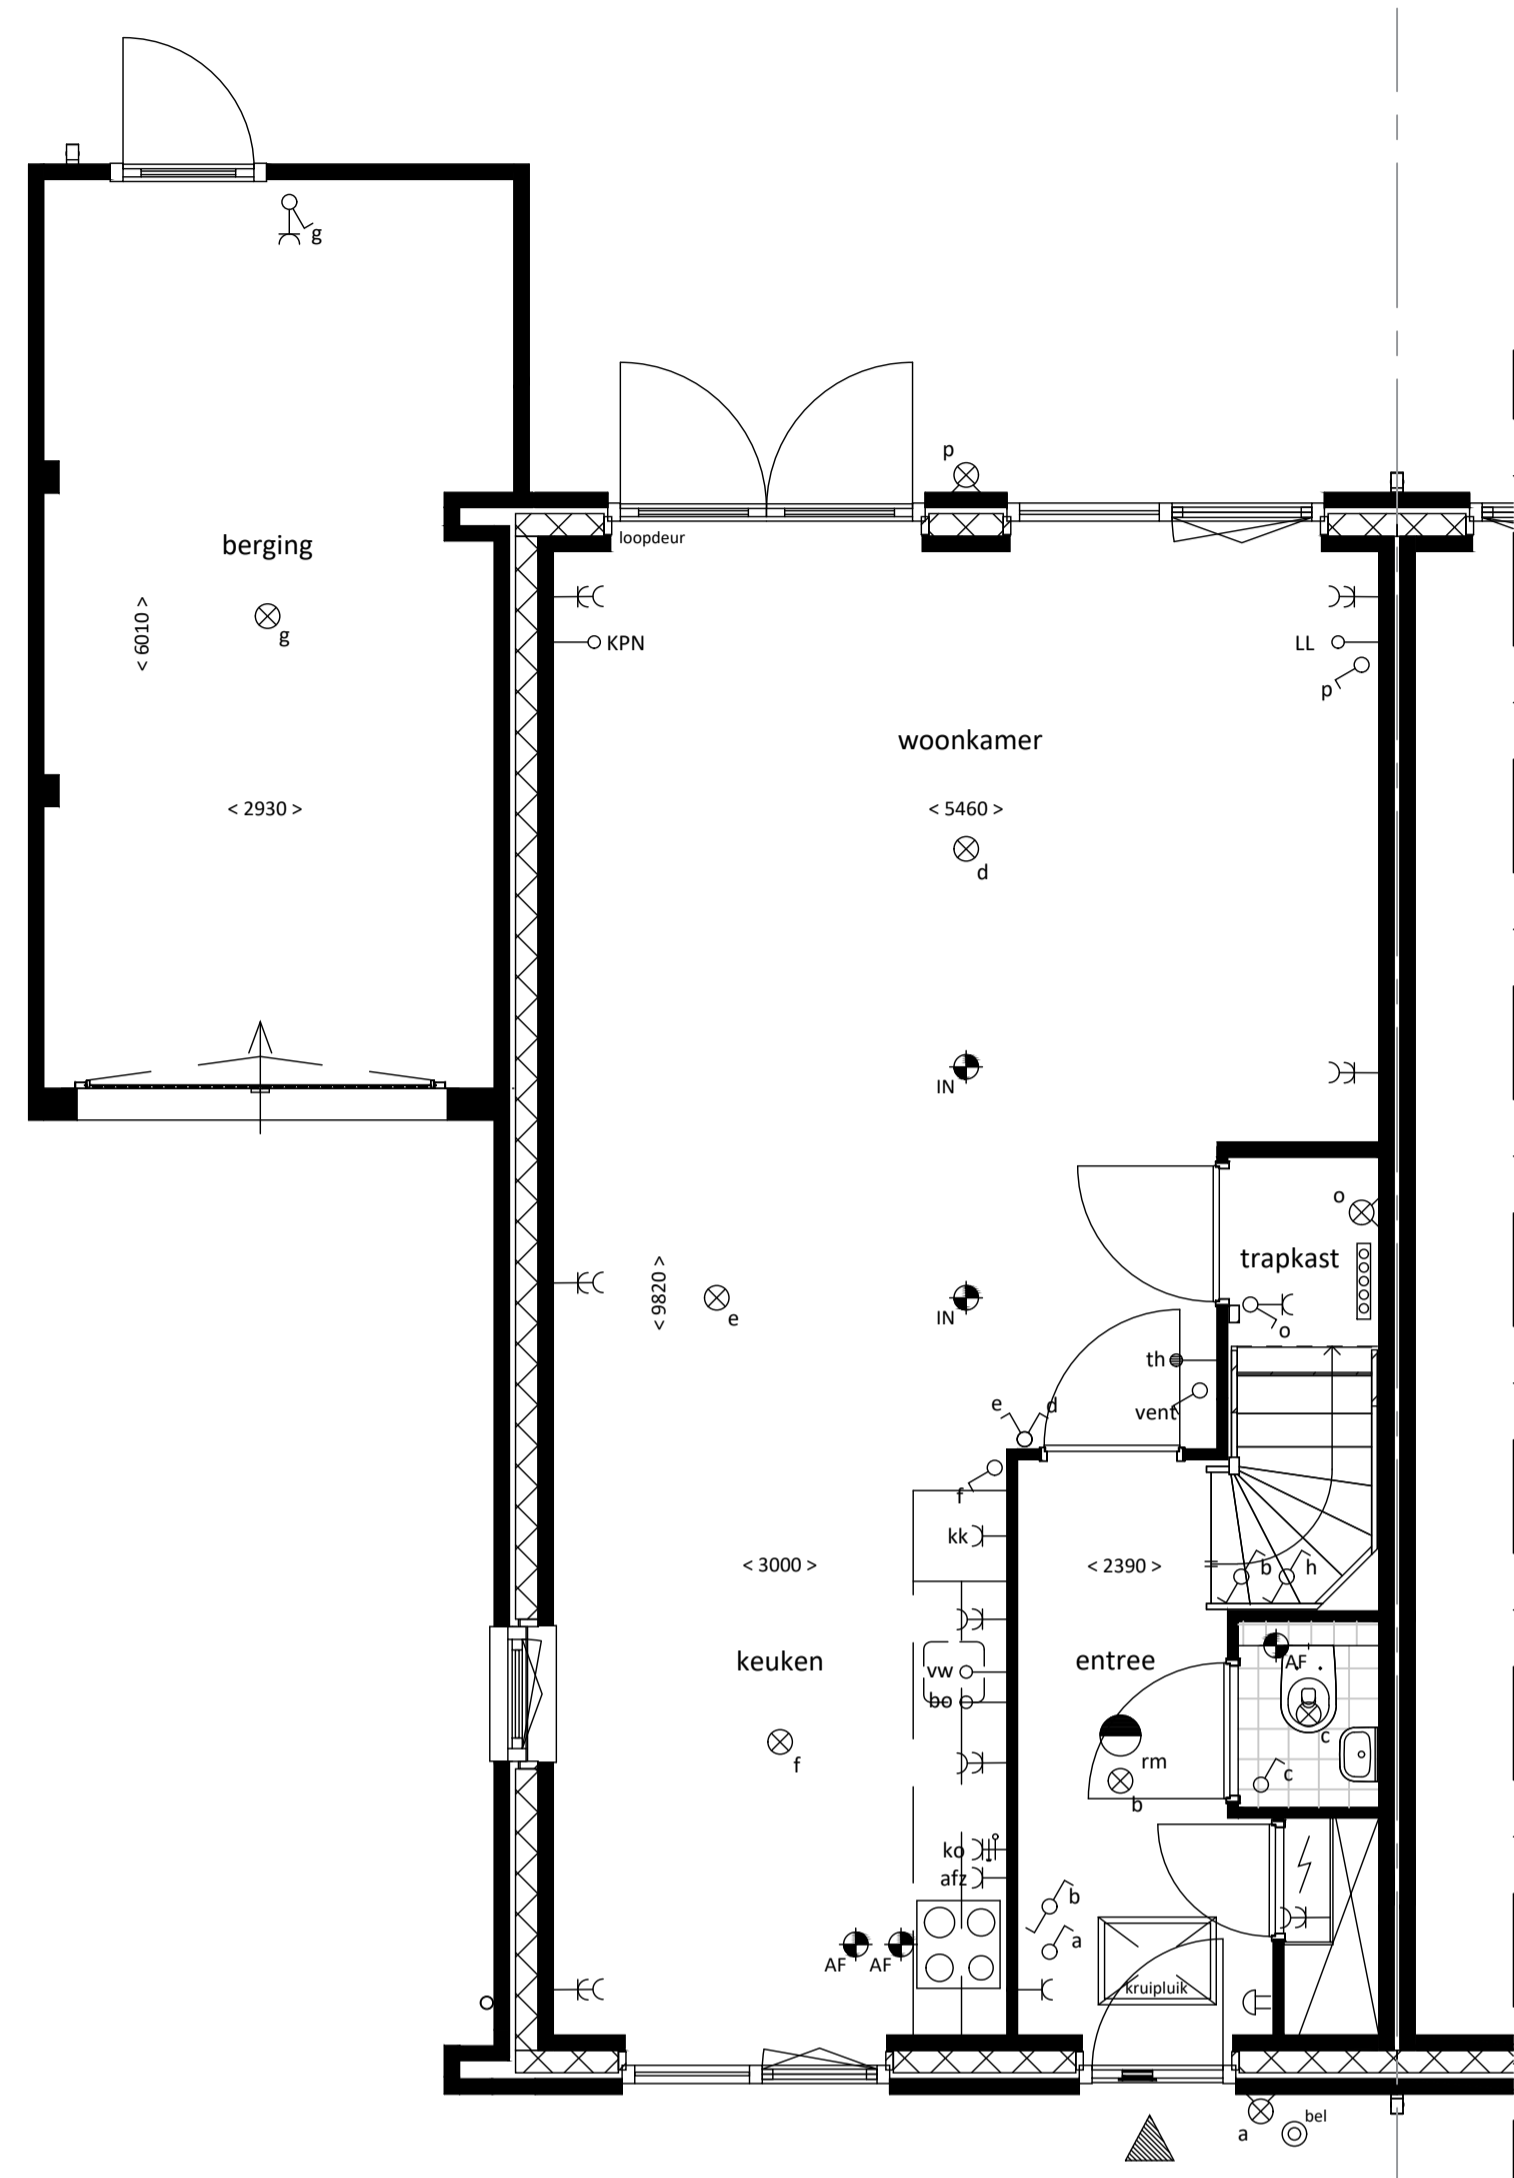 g
p
loopdeur
berging
< 6010 >
g
KPN
LL
p
woonkamer
< 2930 >
< 5460 >
d
IN
o
trapkast
< 9820 >
e
IN
o
th
vent
e
d
f
kk
< 3000 >
< 2390 >
b
h
keuken
vw
bo
entree
AF
c
f
rm
b
c
ko
afz
b
a
AF
AF
kruipluik
a
bel